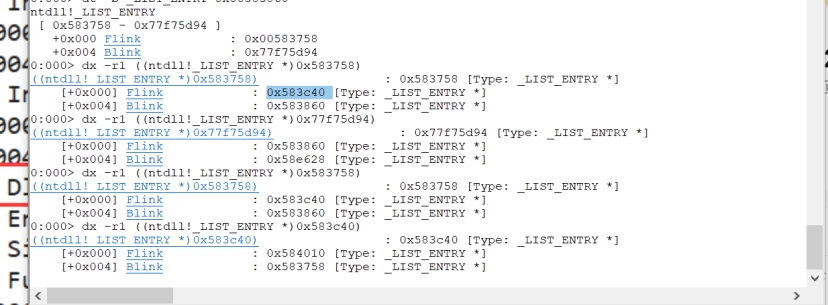 ntdll!_LIST_ENTRY
[ 0x583758 - 0x77f75d94 ]
+0x000 Flink : 0x00583758
+0x004 Blink : 0x77f75d94
0:000> dx -r1 ((ntdll!_LIST_ENTRY *)0x583758)
((ntdll!_LIST_ENTRY *)0x583758) : 0x583758 [Type: _LIST_ENTRY *]
[+0x000] Flink : 0x583c40 [Type: _LIST_ENTRY *]
[+0x004] Blink : 0x583860 [Type: _LIST_ENTRY *]
0:000> dx -r1 ((ntdll!_LIST_ENTRY *)0x77f75d94)
((ntdll!_LIST_ENTRY *)0x77f75d94) : 0x77f75d94 [Type: _LIST_ENTRY *]
[+0x000] Flink : 0x583860 [Type: _LIST_ENTRY *]
[+0x004] Blink : 0x58e628 [Type: _LIST_ENTRY *]
0:000> dx -r1 ((ntdll!_LIST_ENTRY *)0x583758)
((ntdll!_LIST_ENTRY *)0x583758) : 0x583758 [Type: _LIST_ENTRY *]
[+0x000] Flink : 0x583c40 [Type: _LIST_ENTRY *]
[+0x004] Blink : 0x583860 [Type: _LIST_ENTRY *]
0:000> dx -r1 ((ntdll!_LIST_ENTRY *)0x583c40)
((ntdll!_LIST_ENTRY *)0x583c40) : 0x583c40 [Type: _LIST_ENTRY *]
[+0x000] Flink : 0x584010 [Type: _LIST_ENTRY *]
[+0x004] Blink : 0x583758 [Type: _LIST_ENTRY *]